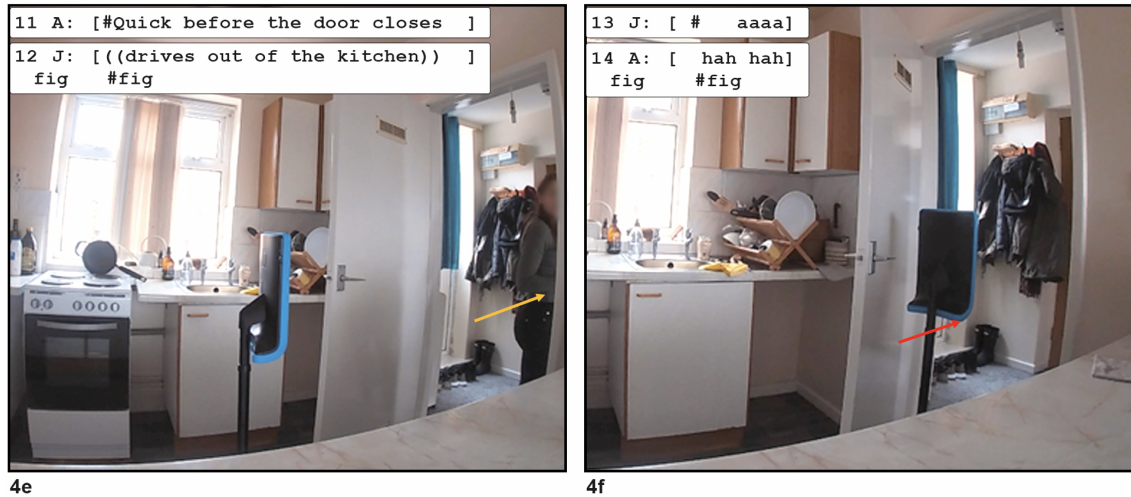 11 A: [#Quick before the door closes ]
12 J: [((drives out of the kitchen)) ]
fig #fig
13 J: [ # aaaa]
14 A: [ hah hah]
fig #fig
4e
4f